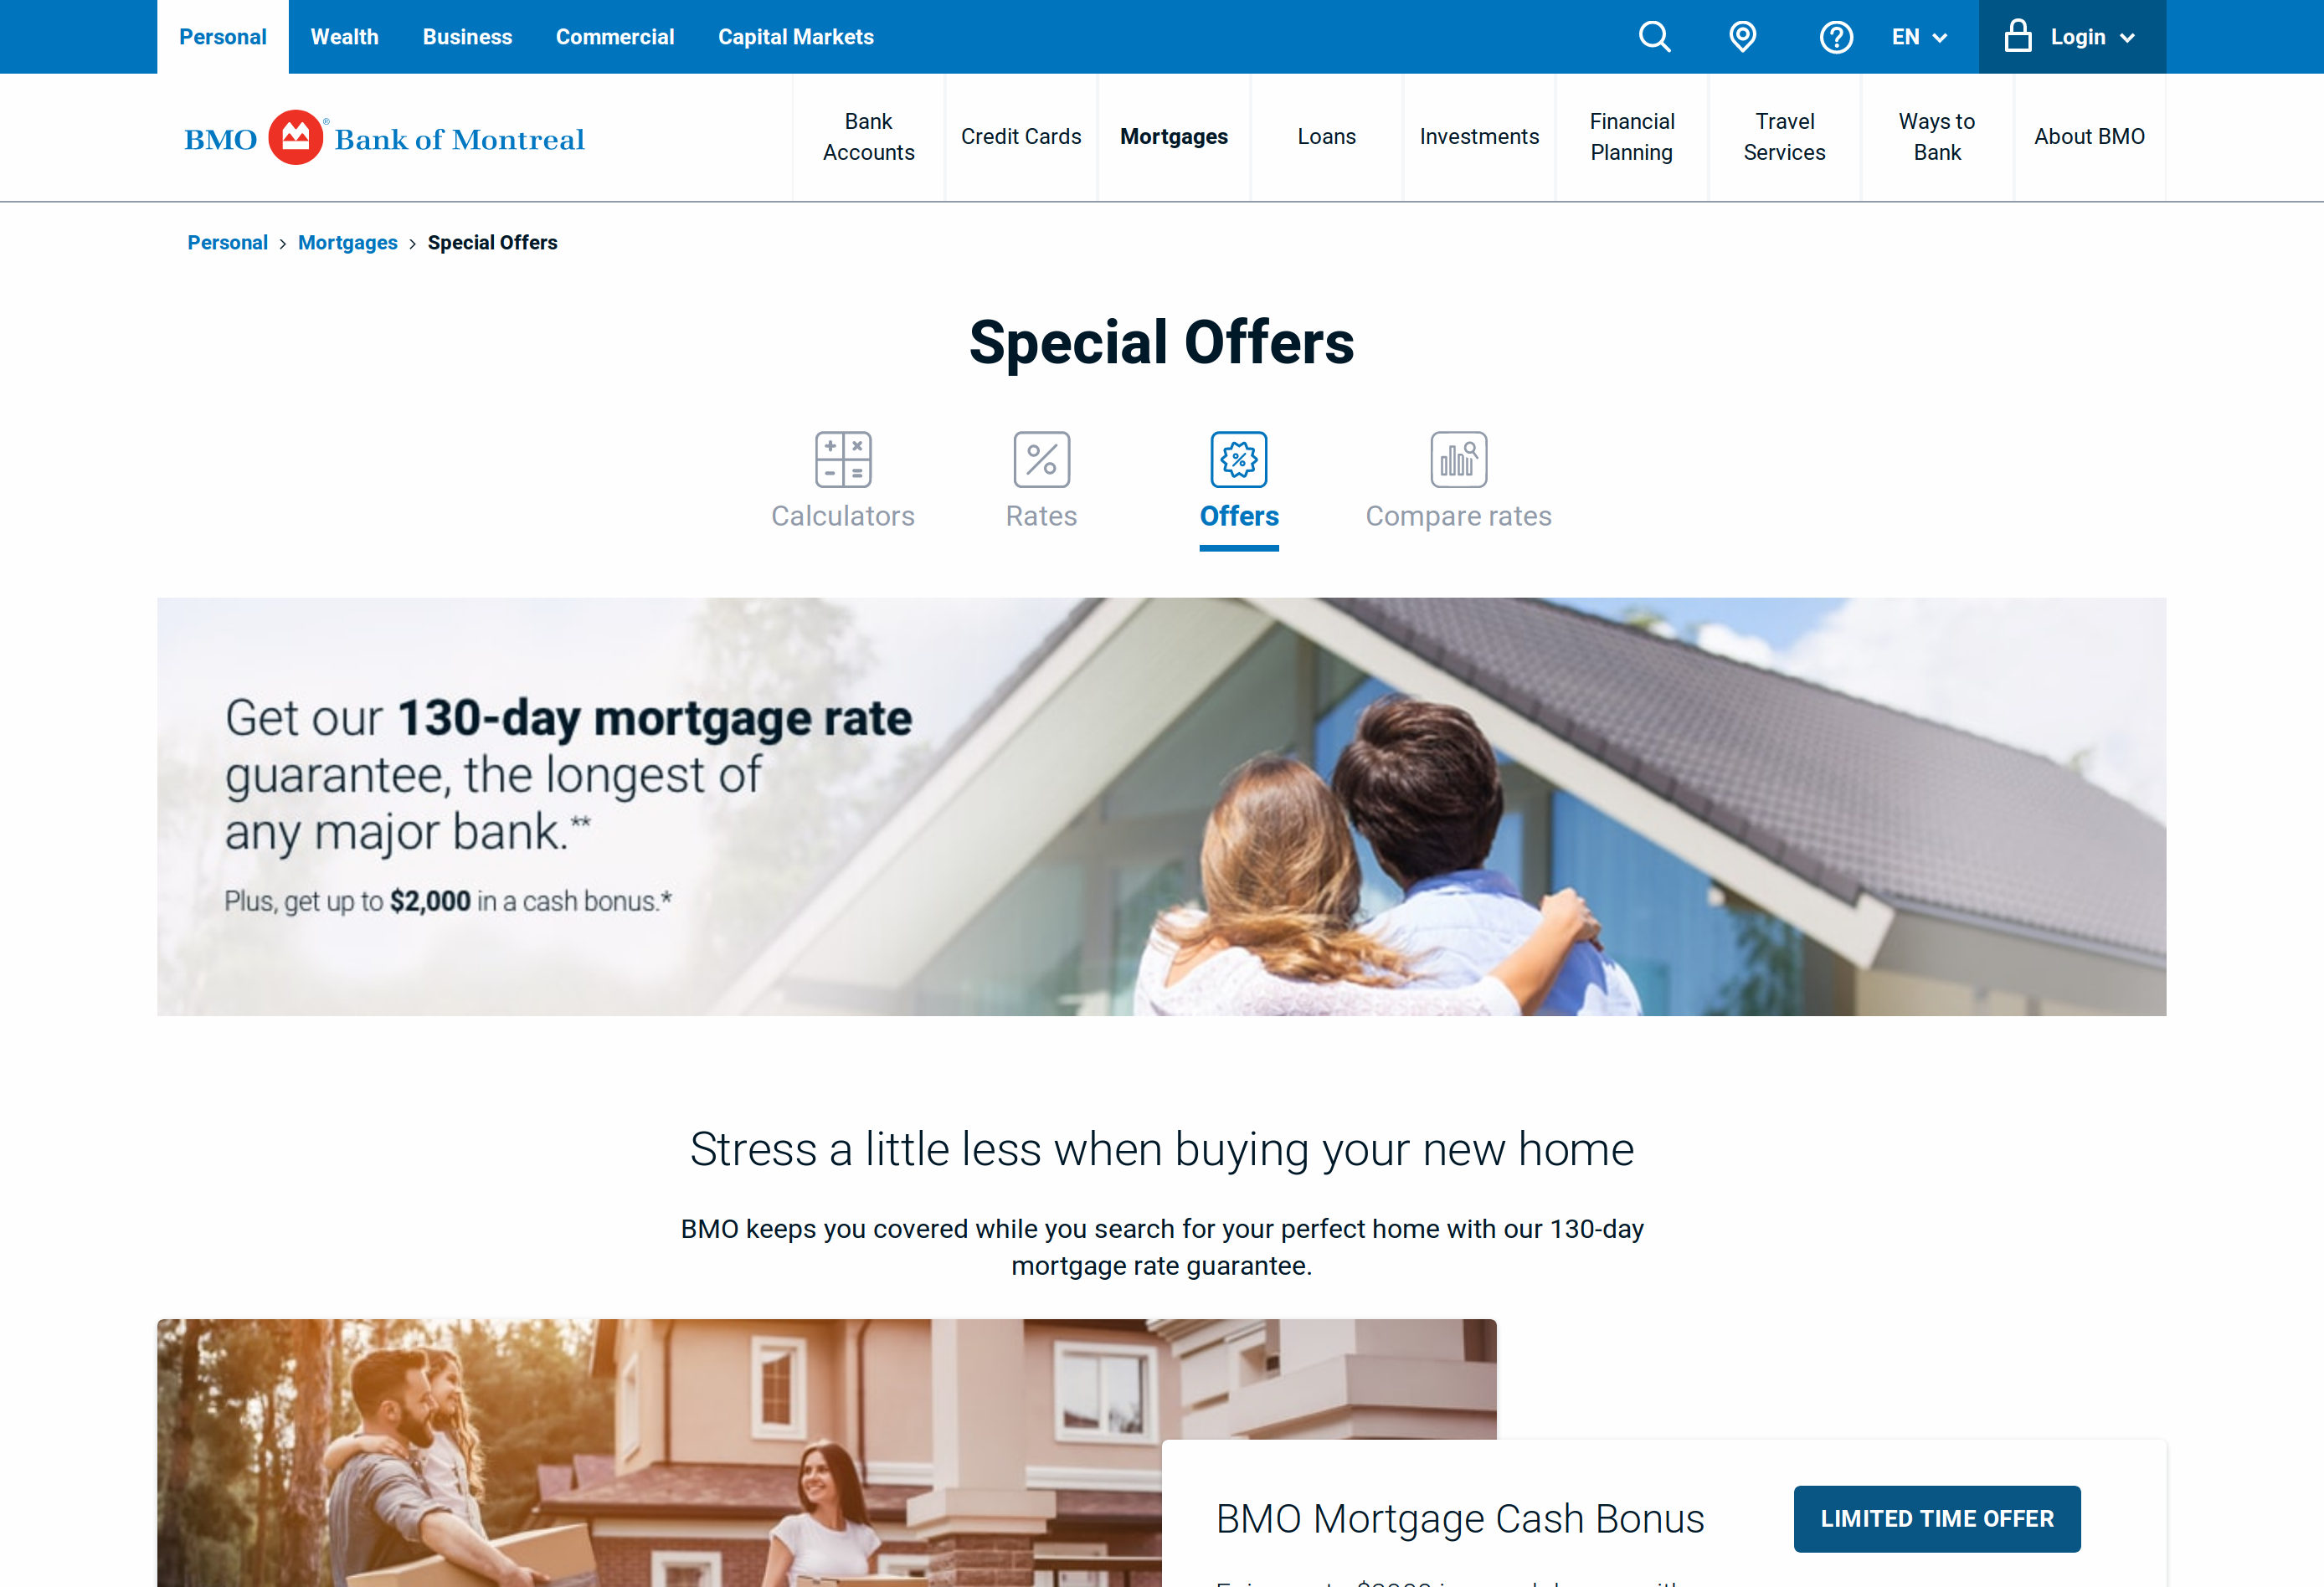 Personal
Wealth
Business
Commercial
Capital Markets
EN
Login
BMO
® Bank of Montreal
Bank
Accounts
Credit Cards
Mortgages
Loans
Investments
Financial
Planning
Travel
Services
Ways to
Bank
About BMO
Personal > Mortgages > Special Offers
Special Offers
Calculators
Rates
Offers
Compare rates
Get our 130-day mortgage rate
guarantee, the longest of
any major bank.**
Plus, get up to $2,000 in a cash bonus.*
Stress a little less when buying your new home
BMO keeps you covered while you search for your perfect home with our 130-day
mortgage rate guarantee.
BMO Mortgage Cash Bonus
LIMITED TIME OFFER